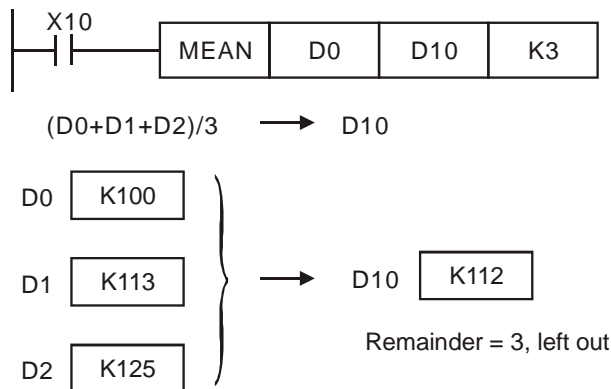 X10
MEAN D0 D10 K3
(D0+D1+D2)/3 D10
D0 K100
D1 K113
D10 K112
Remainder = 3, left out
D2 K125